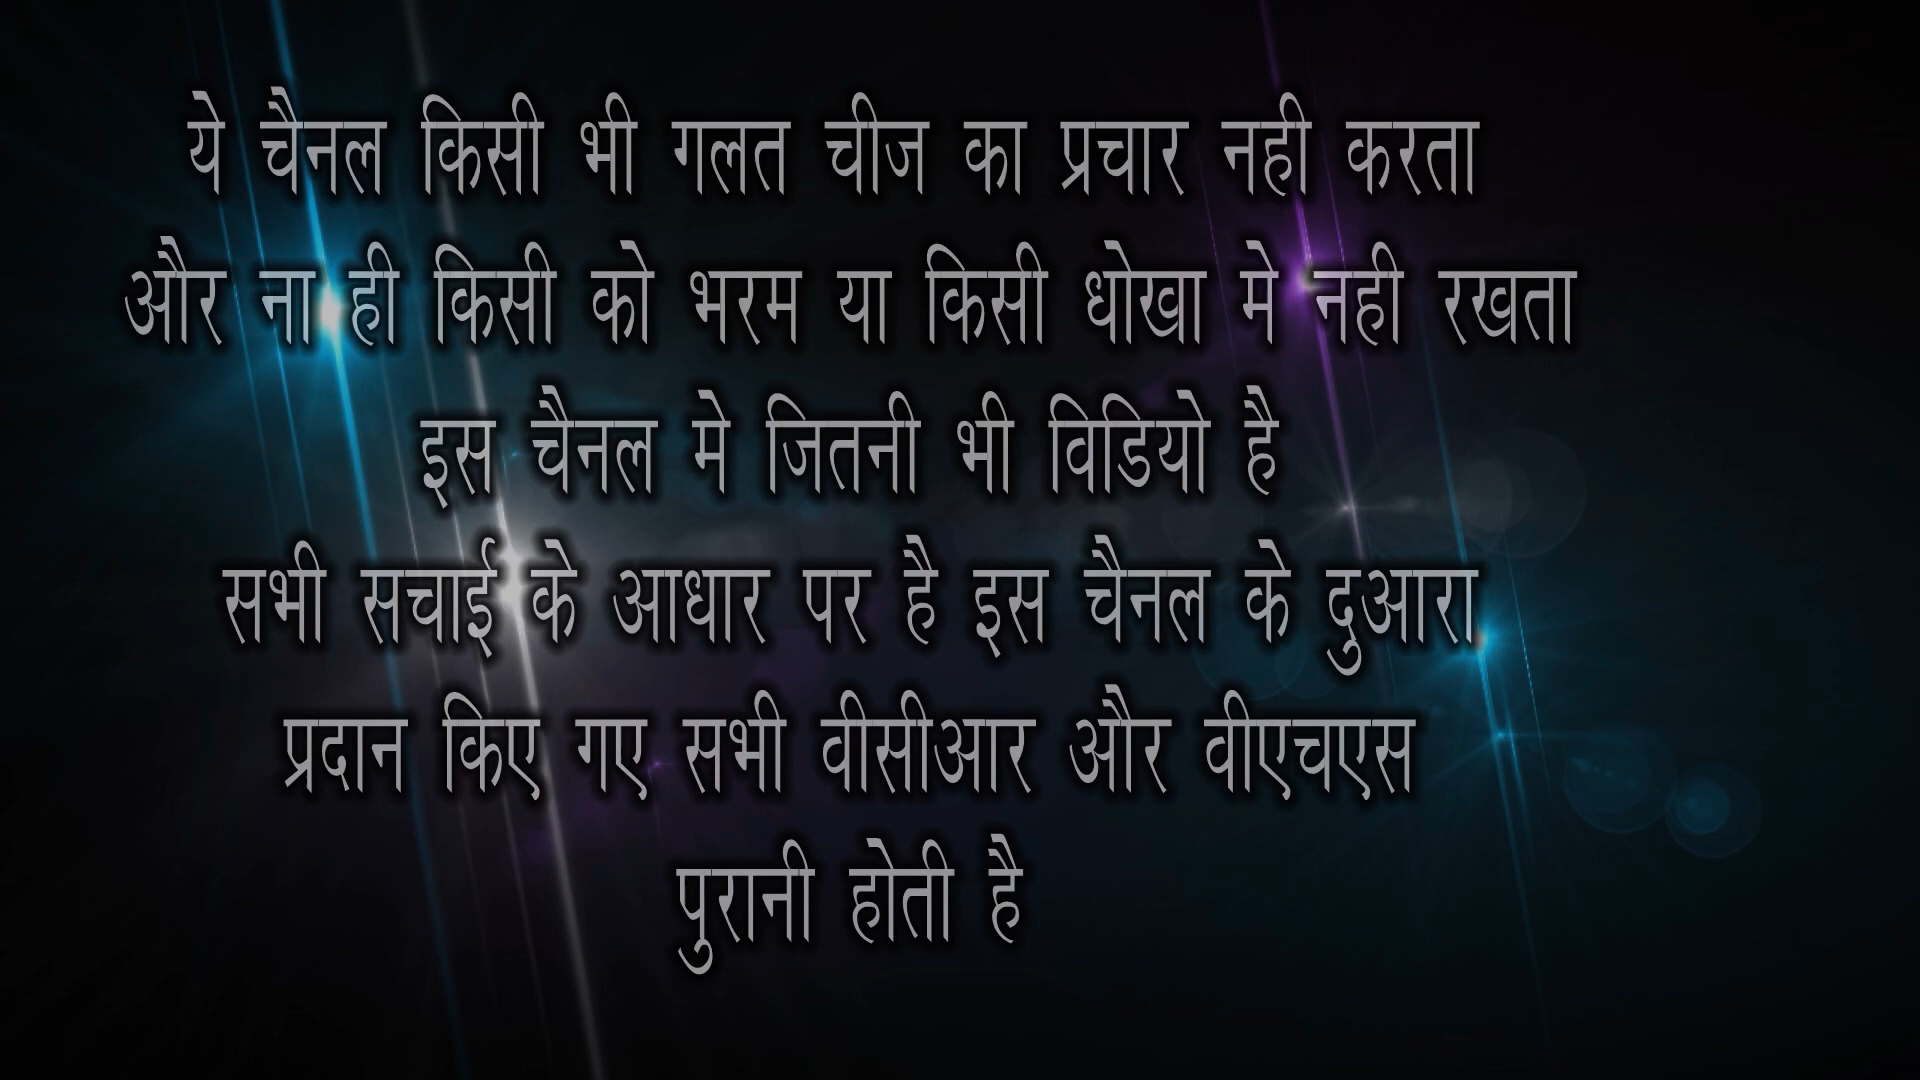 ये चैनल किसी भी गलत चीज का प्रचार नही करता
और ना ही किसी को भरम या किसी धोखा मे नही रखता
इस चैनल मे जितनी भी विडियो है
सभी सचाई के आधार पर है इस चैनल के दुआरा
प्रदान किए गए सभी वीसीआर और वीएचएस
पुरानी होती है